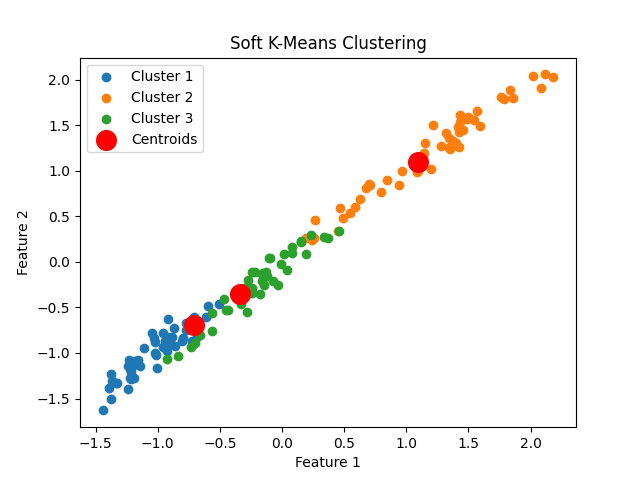 Soft K-Means Clustering
Cluster 1
Cluster 2
Cluster 3
Centroids
2.0
1.5
1.0
0.5
0.0
−0.5
−1.0
−1.5
Feature 2
−1.5 −1.0 −0.5 0.0 0.5 1.0 1.5 2.0
Feature 1